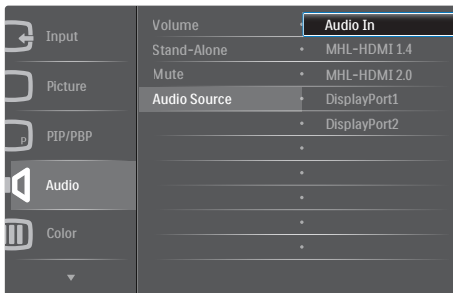 Input
Picture
P
PIP/PBP
Audio
Color
Volume
Stand-Alone
Mute
Audio Source
Audio In
MHL-HDMI 1.4
MHL-HDMI 2.0
DisplayPort1
DisplayPort2